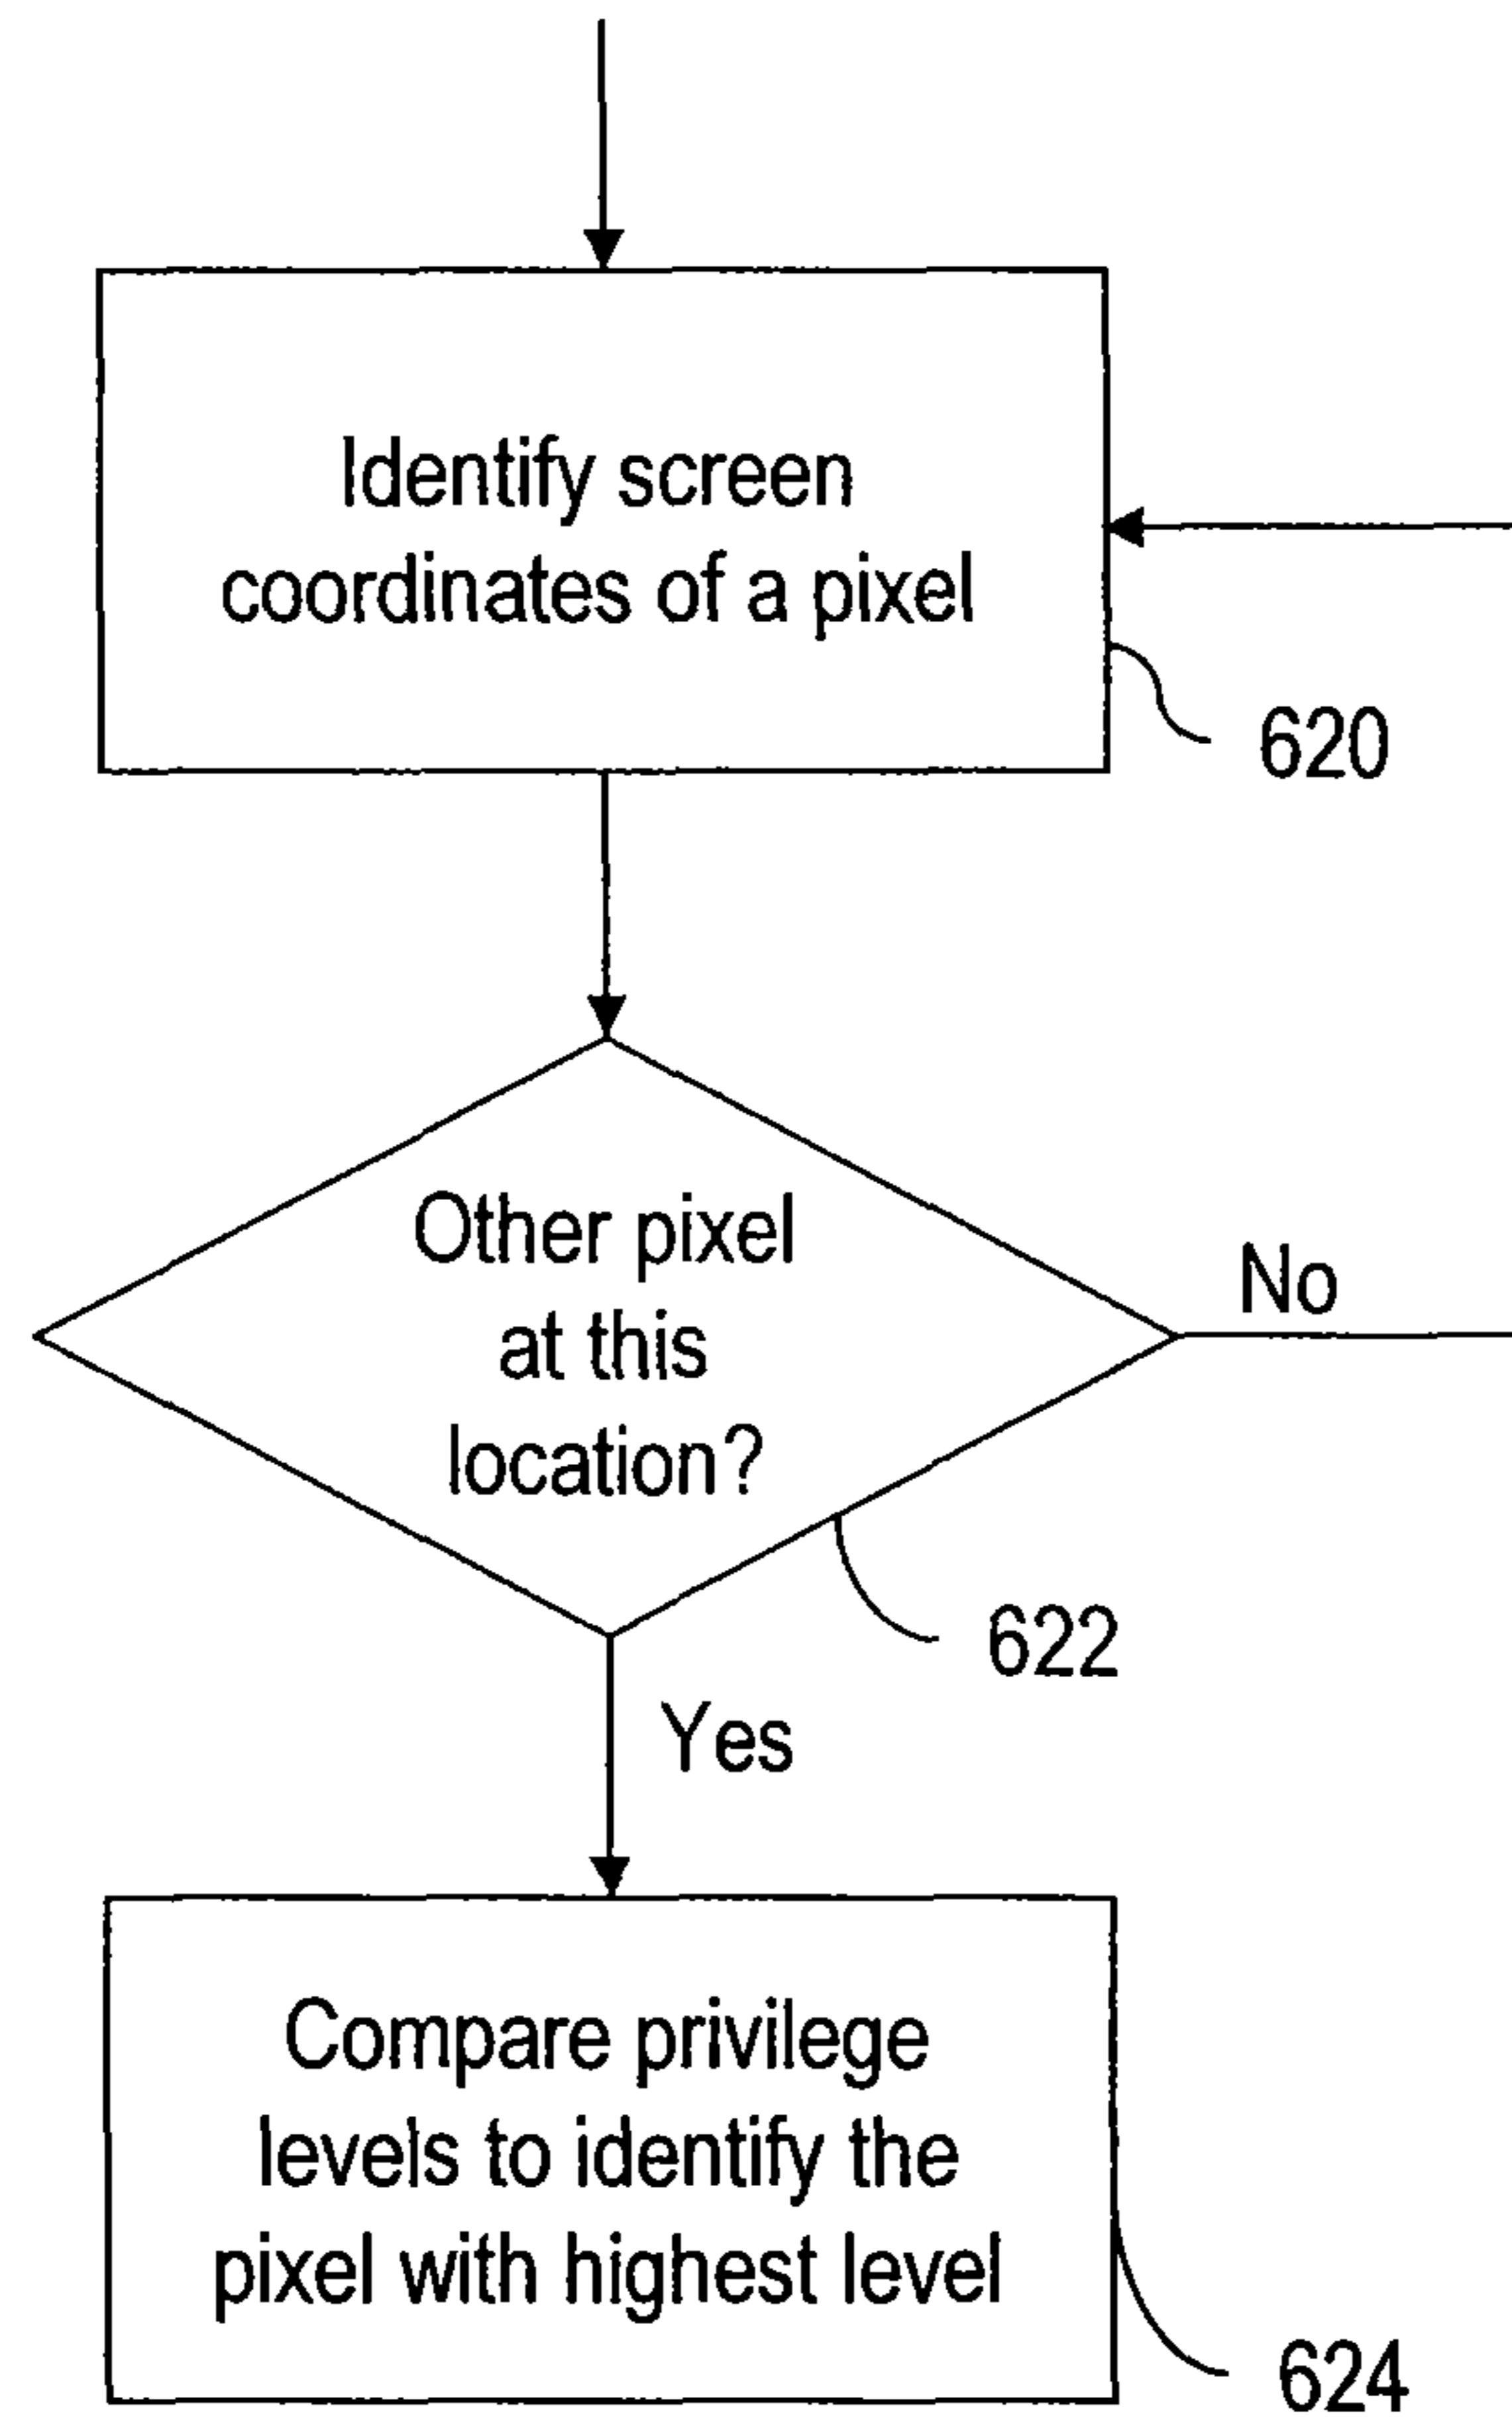 Identify screen
coordinates of a pixel
620
Other pixel
at this
location?
No
622
Yes
Compare privilege
levels to identify the
pixel with highest level
624